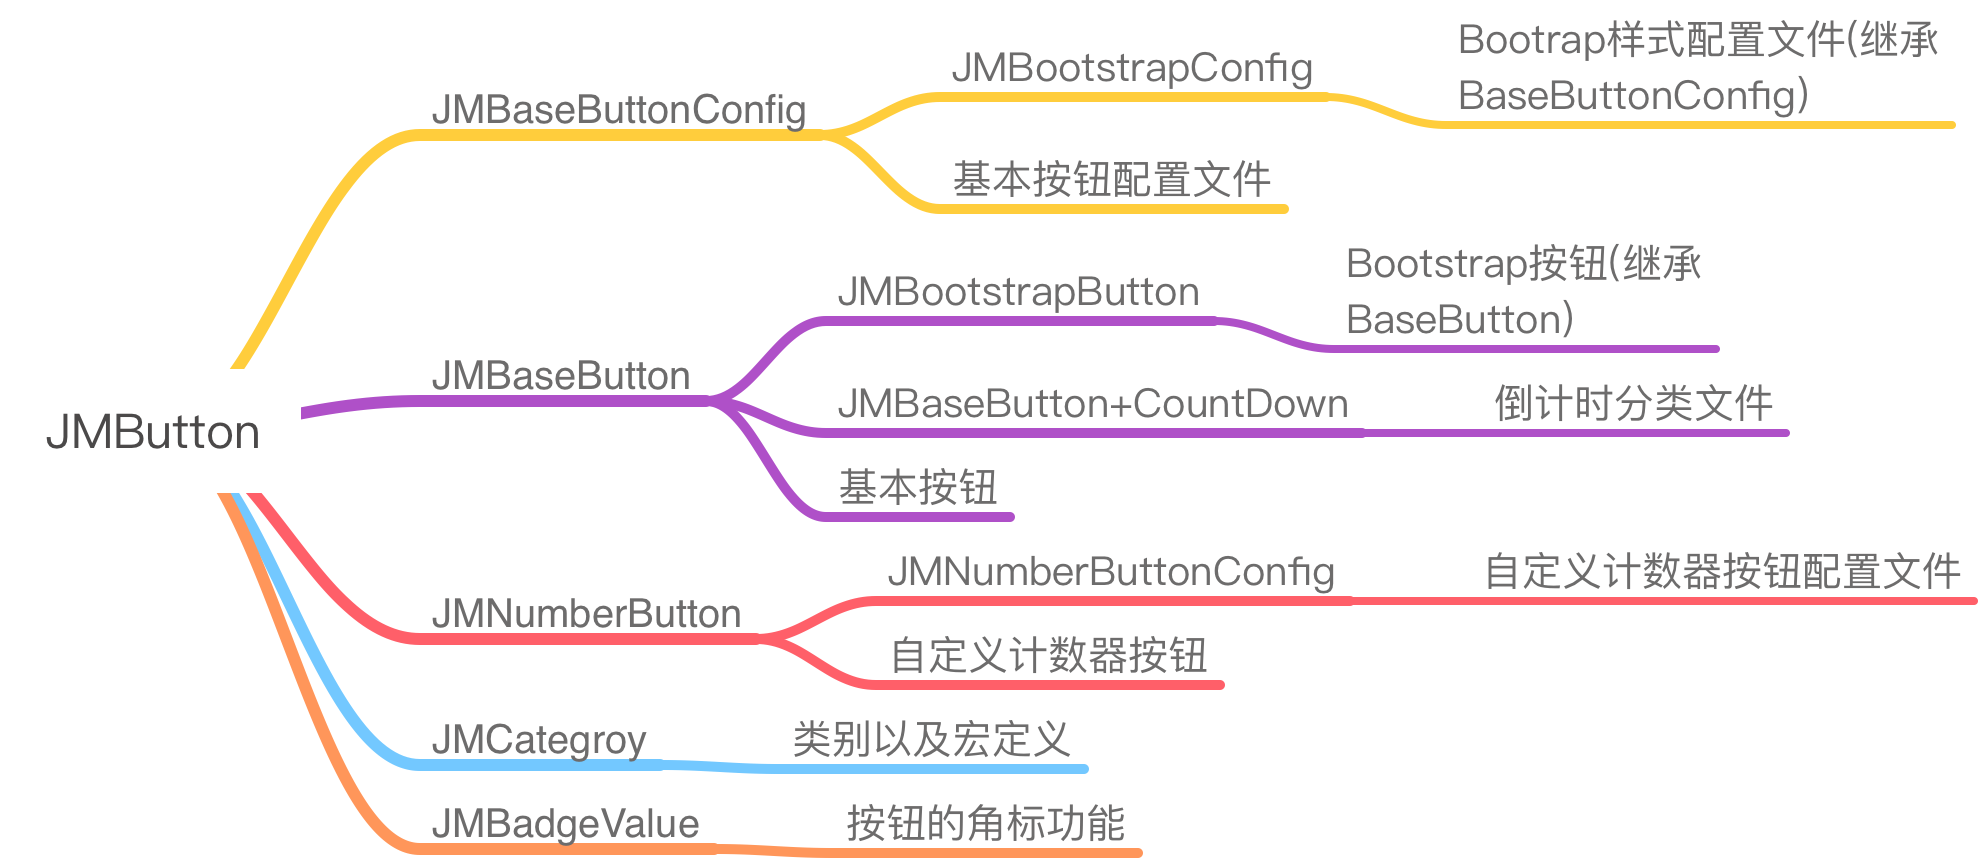 JMButton
JMBaseButtonConfig
JMBootstrapConfig
Bootrap样式配置文件(继承
BaseButtonConfig)
基本按钮配置文件
JMBaseButton
JMBootstrapButton
Bootstrap按钮(继承
BaseButton)
JMBaseButton+CountDown
倒计时分类文件
基本按钮
JMNumberButton
JMNumberButtonConfig
自定义计数器按钮配置文件
自定义计数器按钮
JMCategroy
类别以及宏定义
JMBadgeValue
按钮的角标功能